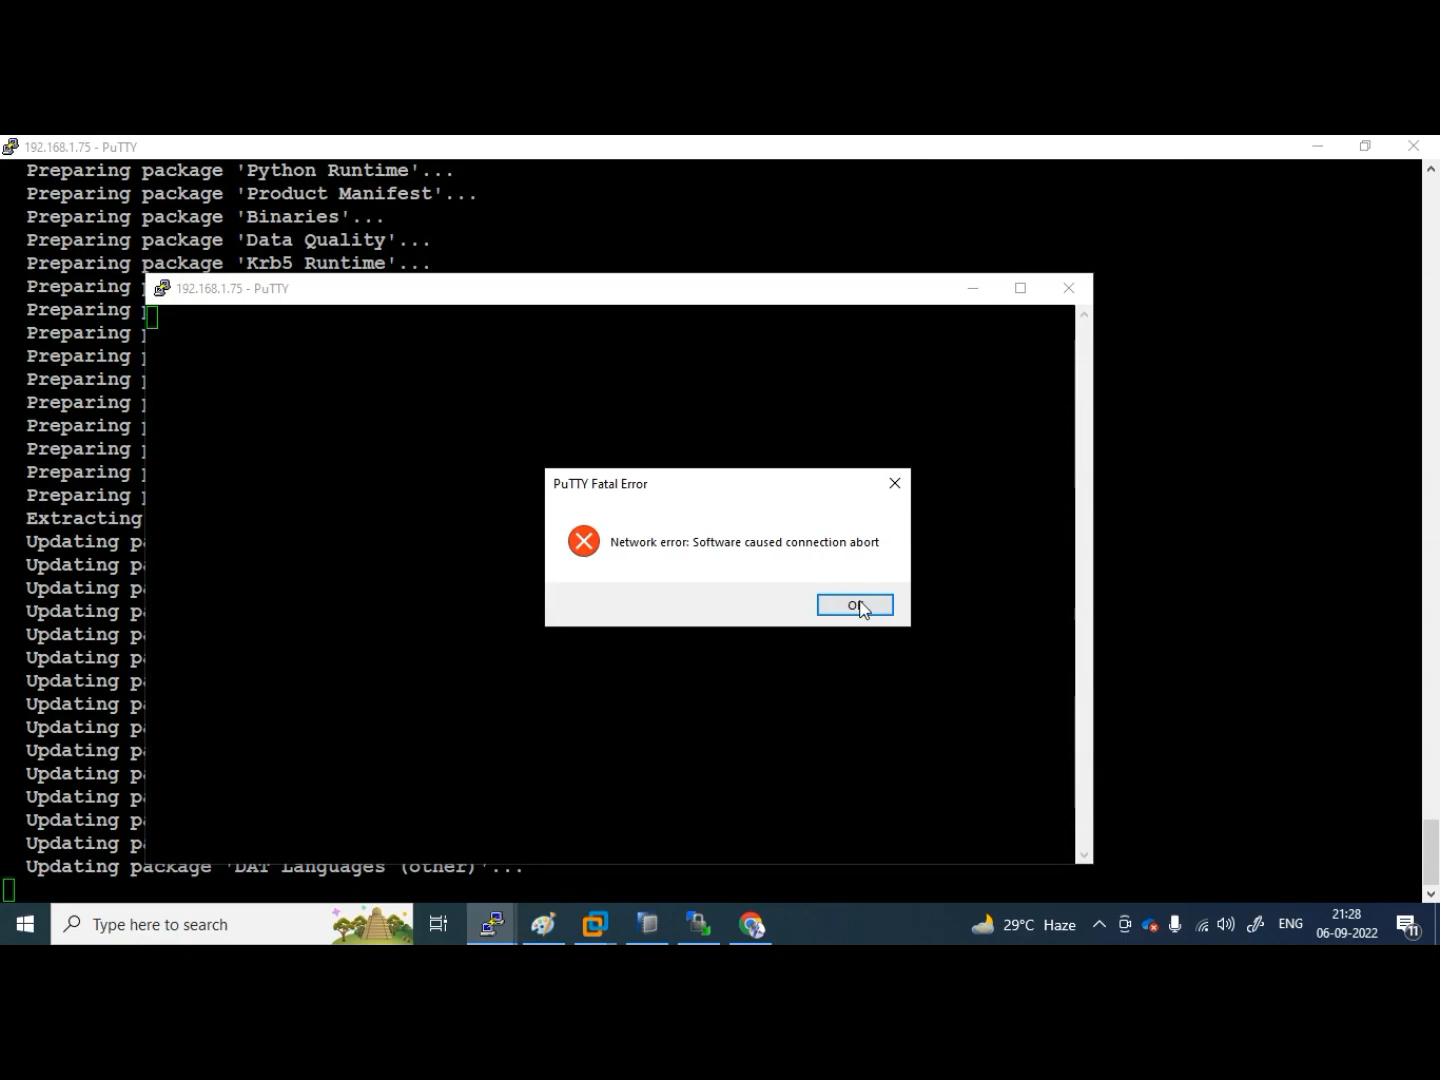 192.168.1.75 - PuTTY
Preparing package 'Python Runtime'...
Preparing package 'Product Manifest'...
Preparing package 'Binaries'...
Preparing package 'Data Quality'...
Preparing package 'Krb5 Runtime'...
Preparing
192.168.1.75 - PuTTY
Preparing
Preparing
Preparing
Preparing
Preparing
Preparing
Preparing
Preparing
Preparing
PuTTY Fatal Error
Extracting
Updating
Network error: Software caused connection abort
Updating
Updating
Updating
Updating
Updating
Updating
Updating
Updating
Updating
Updating
Updating
Updating
Updating
Updating package 'DAT Languages (other)'...
Type here to search
29°C Haze
ENG
21:28
06-09-2022
11